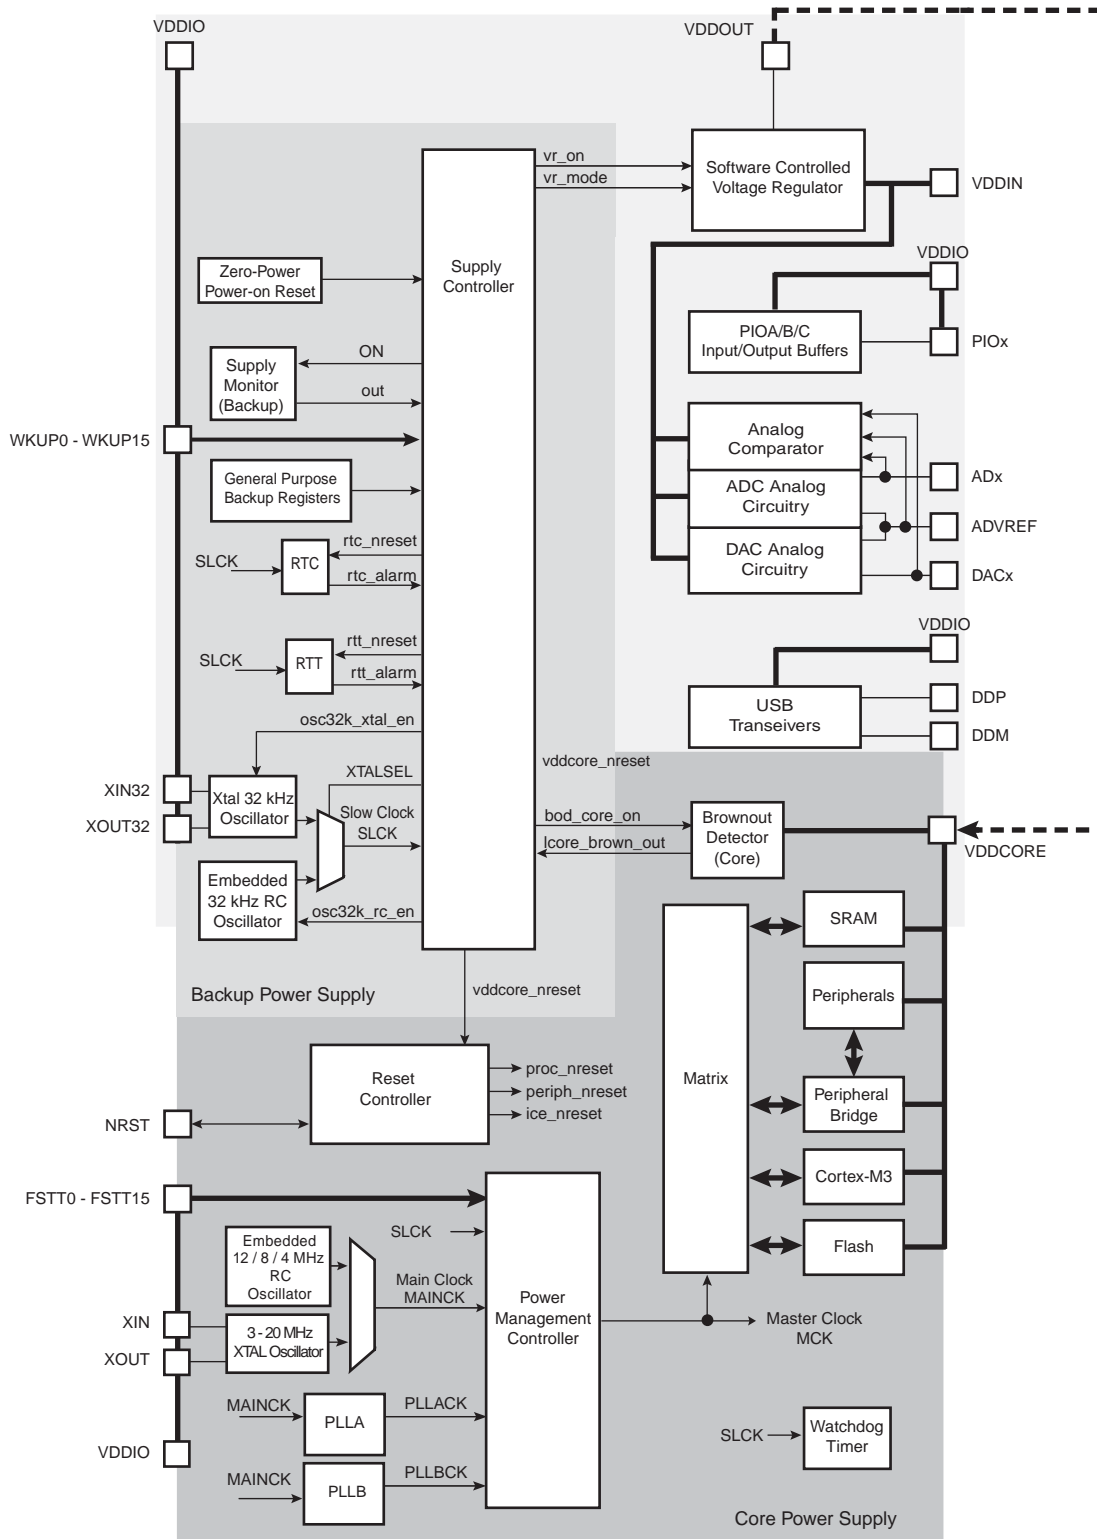 VDDIO
VDDOUT
vr_on
vr_mode
Software Controlled
Voltage Regulator
VDDIN
Supply
Controller
Zero-Power
Power-on Reset
VDDIO
PIOA/B/C
Input/Output Buffers
PIOx
Supply
Monitor
(Backup)
ON
out
WKUP0 - WKUP15
Analog
Comparator
General Purpose
Backup Registers
ADC Analog
Circuitry
ADx
ADVREF
rtc_nreset
SLCK
RTC
rtc_alarm
DAC Analog
Circuitry
DACx
VDDIO
rtt_nreset
SLCK
RTT
rtt_alarm
USB
Transeivers
DDP
DDM
osc32k_xtal_en
vddcore_nreset
XTALSEL
XIN32
Xtal 32 kHz
Oscillator
XOUT32
Slow Clock
SLCK
bod_core_on
lcore_brown_out
Brownout
Detector
(Core)
VDDCORE
Embedded
32 kHz RC
Oscillator
osc32k_rc_en
SRAM
Backup Power Supply
vddcore_nreset
Peripherals
Reset
Controller
proc_nreset
periph_nreset
ice_nreset
Matrix
Peripheral
Bridge
NRST
Cortex-M3
FSTT0 - FSTT15
SLCK
Embedded
12 / 8 / 4 MHz
RC
Oscillator
Flash
Main Clock
MAINCK
Power
Management
Controller
XIN
3 - 20 MHz
XTAL Oscillator
XOUT
Master Clock
MCK
MAINCK
PLLA
PLLACK
SLCK
Watchdog
Timer
VDDIO
MAINCK
PLLB
PLLBCK
Core Power Supply